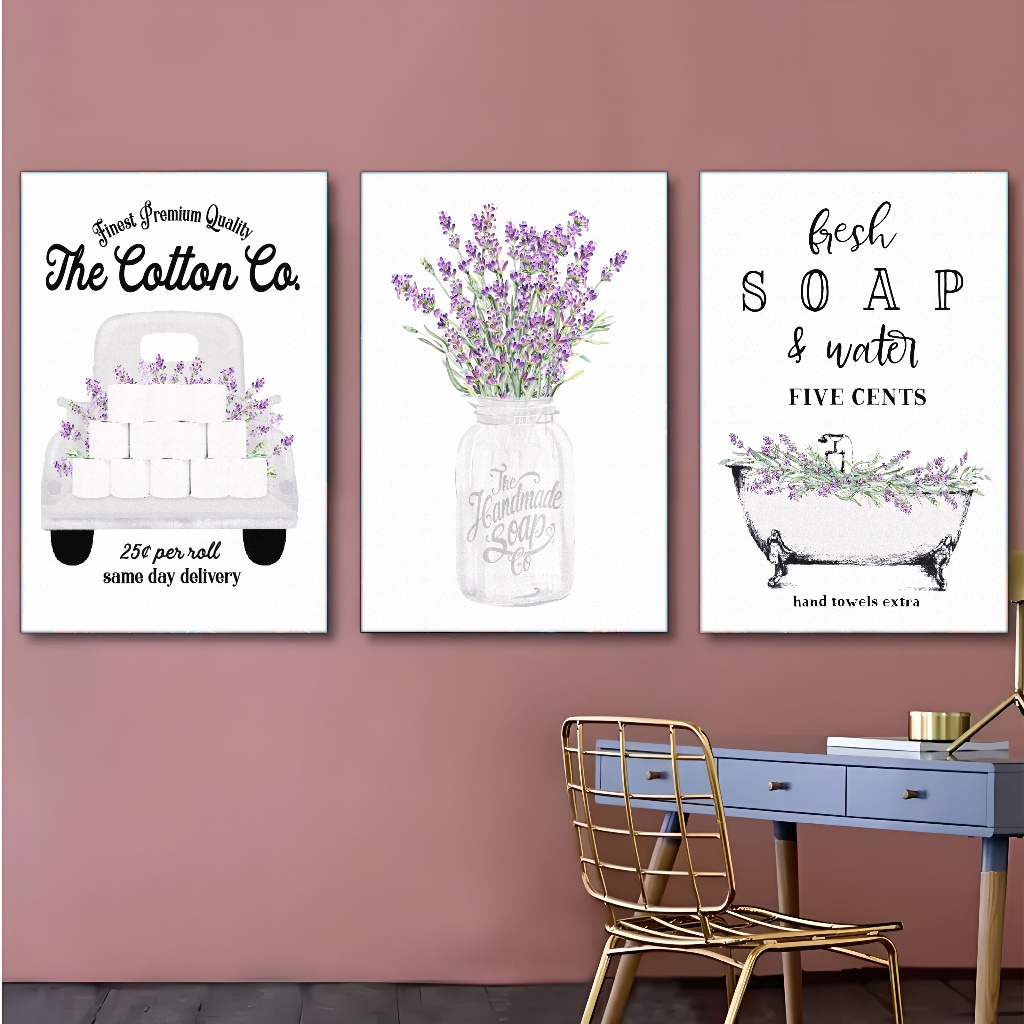 Finest Premium Quality
The Cotton Co.
25¢ per roll
same day delivery
The
Handmade
Soap
Co
fresh
SOAP
& water
FIVE CENTS
hand towels extra